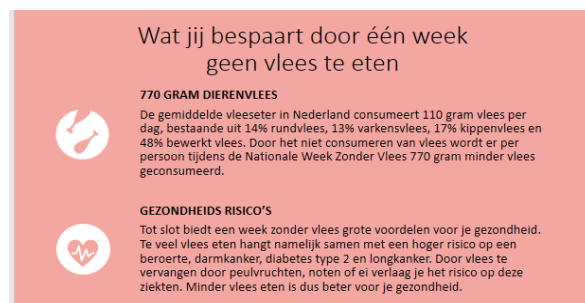 Wat jij bespaart door één week
geen vlees te eten
770 GRAM DIERENVLEES
De gemiddelde vleeseter in Nederland consumeert 110 gram vlees per
dag, bestaande uit 14% rundvlees, 13% varkensvlees, 17% kippenvlees en
48% bewerkt vlees. Door het niet consumeren van vlees wordt er per
persoon tijdens de Nationale Week Zonder Vlees 770 gram minder vlees
geconsumeerd.
GEZONDHEIDS RISICO’S
Tot slot biedt een week zonder vlees grote voordelen voor je gezondheid.
Te veel vlees eten hangt namelijk samen met een hoger risico op een
beroerte, darmkanker, diabetes type 2 en longkanker. Door vlees te
vervangen door peulvruchten, noten of ei verlaag je het risico op deze
ziekten. Minder vlees eten is dus beter voor je gezondheid.